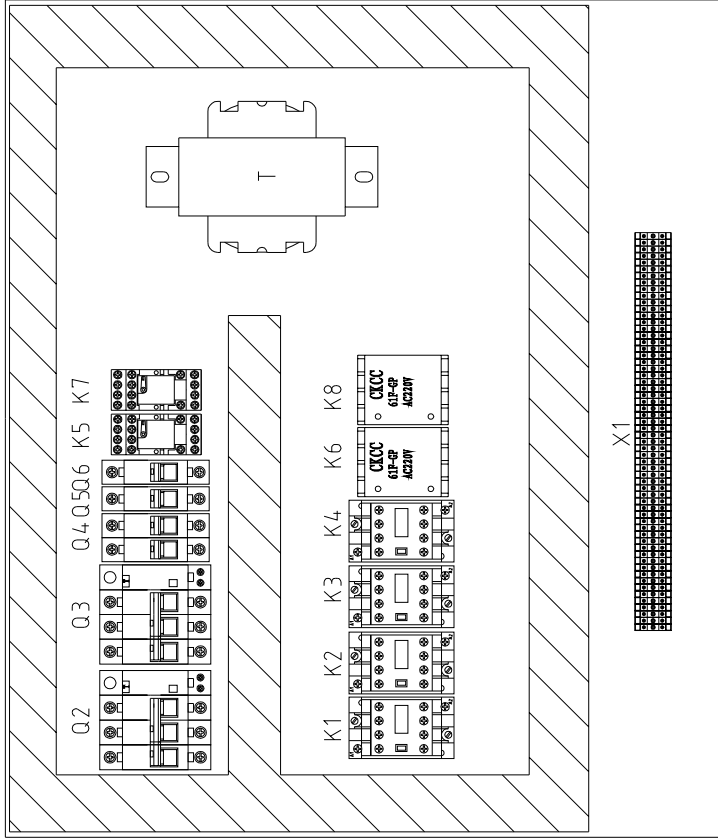 Q2 Q3 Q4 Q5 Q6 K5 K7
T
K1 K2 K3 K4 K6 K8
CKCC
61F-GP
AC220V
CKCC
61F-GP
AC220V
X1